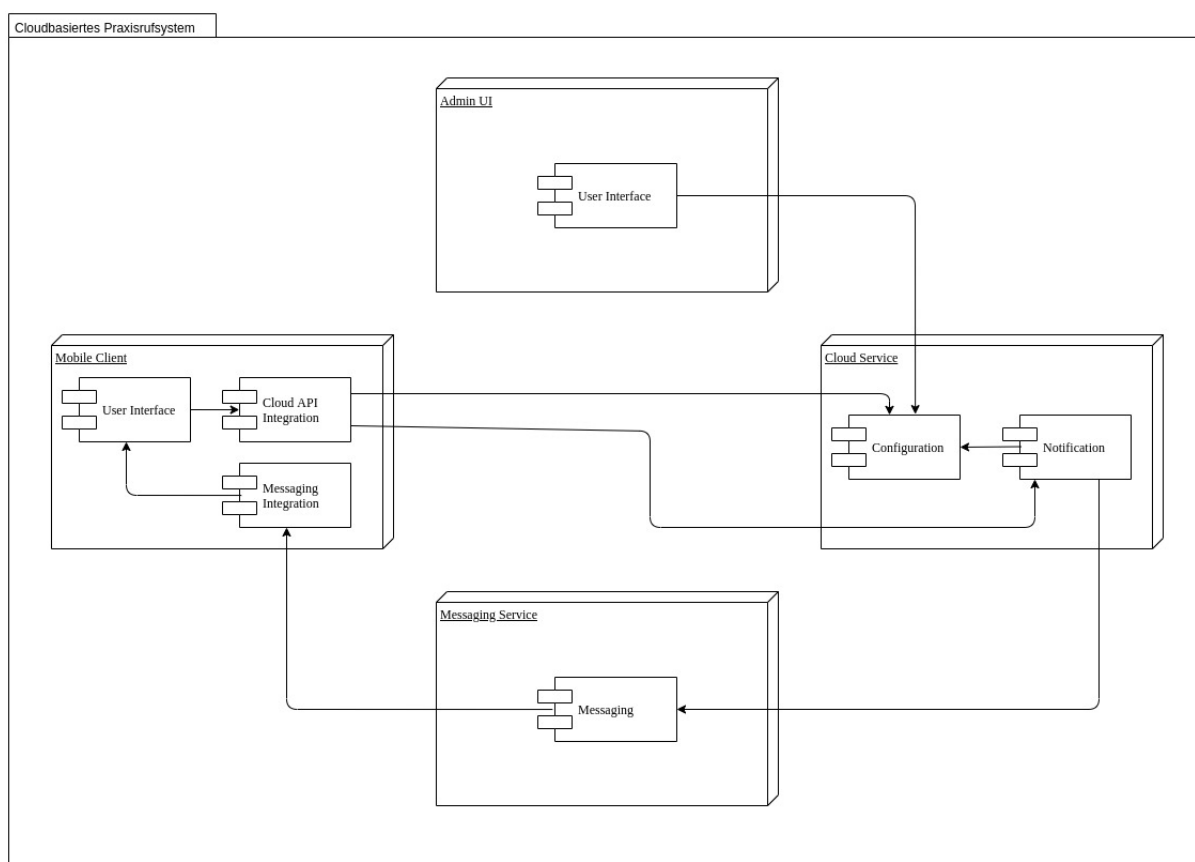 Cloudbasiertes Praxisrufsystem
Admin UI
User Interface
Mobile Client
User Interface
Cloud API
Integration
Messaging
Integration
Cloud Service
Configuration
Notification
Messaging Service
Messaging